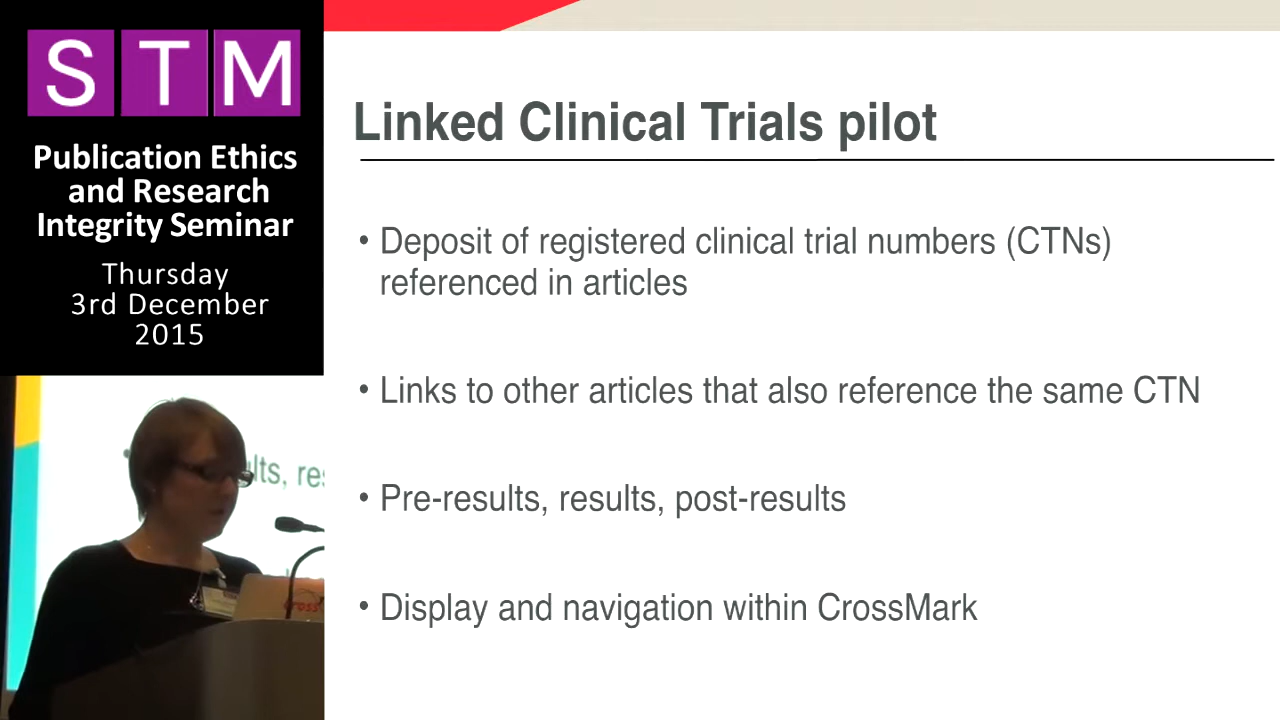 STM
Publication Ethics
and Research
Integrity Seminar
Thursday
3rd December
2015
Linked Clinical Trials pilot
• Deposit of registered clinical trial numbers (CTNs)
referenced in articles
• Links to other articles that also reference the same CTN
• Pre-results, results, post-results
• Display and navigation within CrossMark